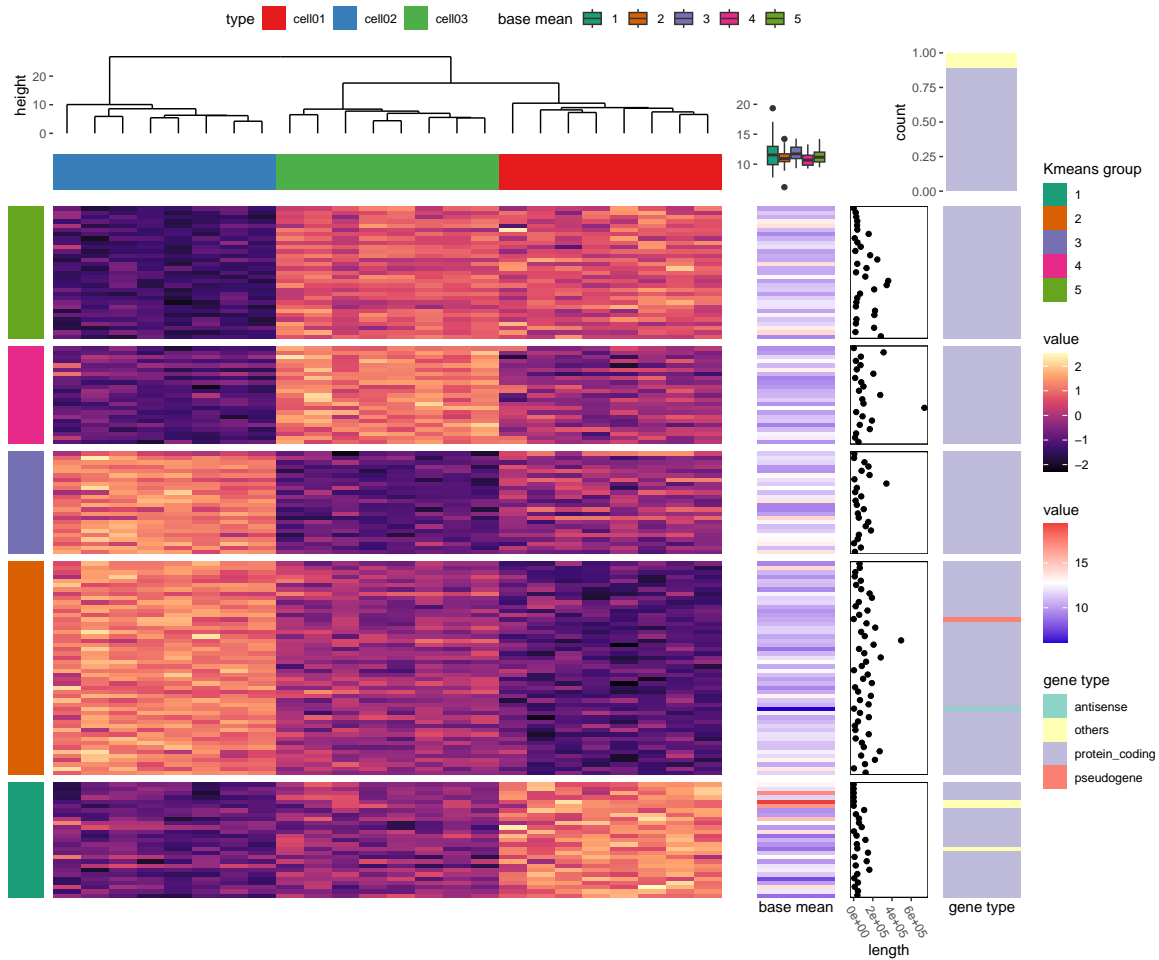 type cell01 cell02 cell03 base mean 1 2 3 4 5
height
20
10
0
20
15
10
count
1.00
0.75
0.50
0.25
0.00
Kmeans group
1
2
3
4
5
value
2
1
0
−1
−2
value
15
10
gene type
antisense
others
protein_coding
pseudogene
base mean
0e+00
2e+05
4e+05
6e+05
length
gene type